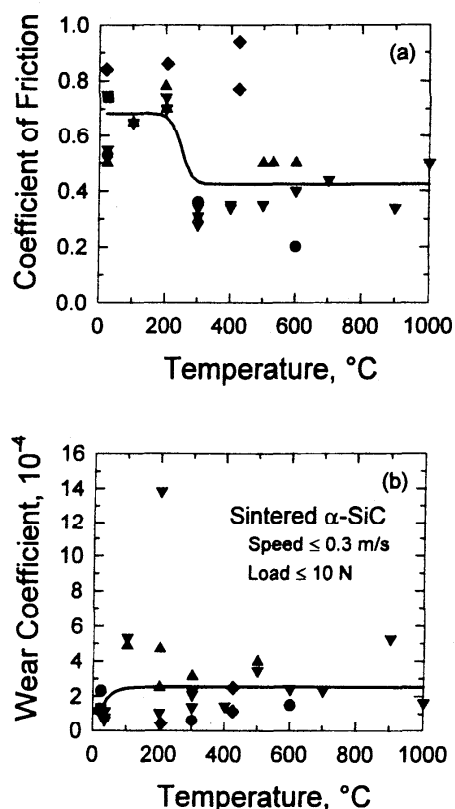 (a)
Coefficient of Friction
1.0
0.8
0.6
0.4
0.2
0.0
0 200 400 600 800 1000
Temperature, °C
(b)
Wear Coefficient, 10⁻⁴
16
14
12
10
8
6
4
2
0
Sintered α-SiC
Speed ≤ 0.3 m/s
Load ≤ 10 N
0 200 400 600 800 1000
Temperature, °C